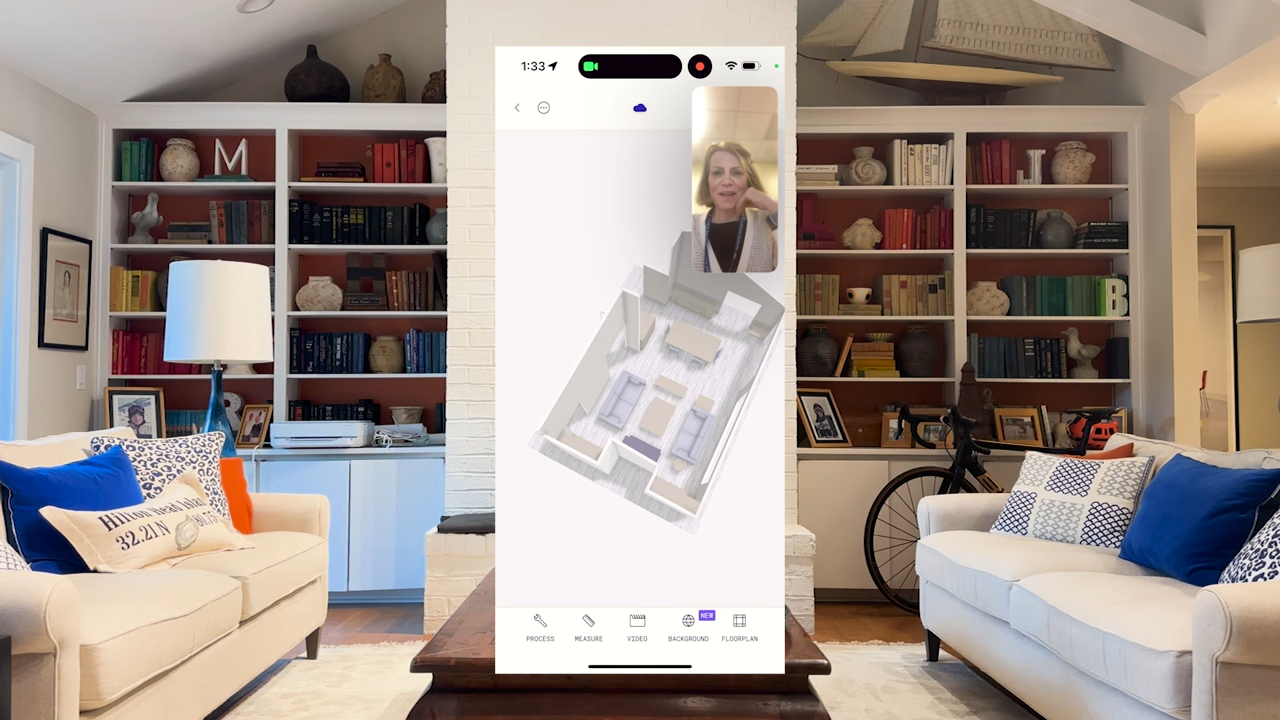 1:33
M
B
Hilton Head Island
32.21N
NEW
PROCESS
MEASURE
VIDEO
BACKGROUND
FLOORPLAN